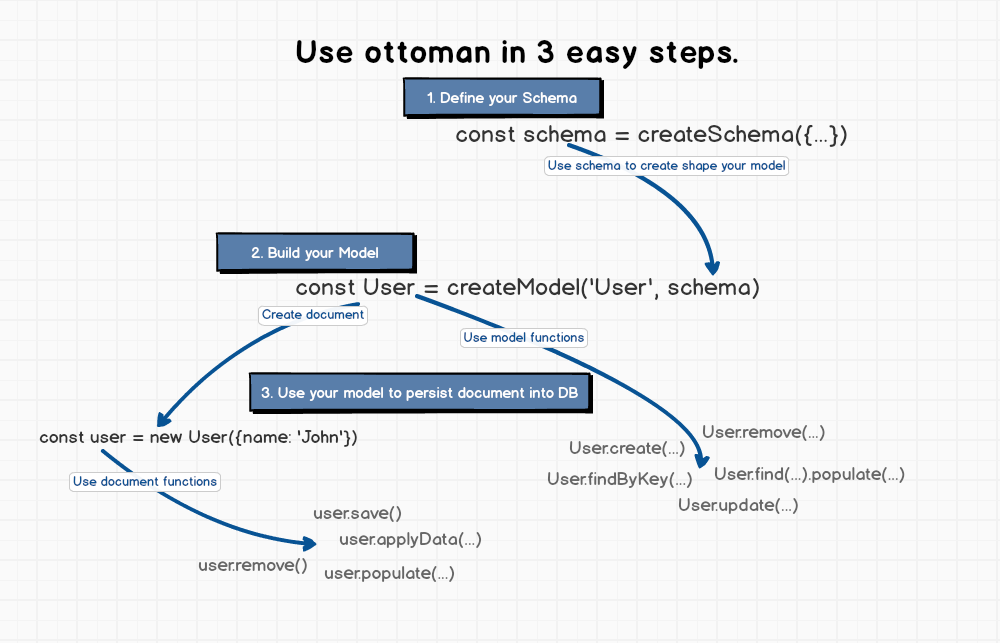 Use ottoman in 3 easy steps.
1. Define your Schema
const schema = createSchema({...})
Use schema to create shape your model
2. Build your Model
const User = createModel('User', schema)
Create document
Use model functions
3. Use your model to persist document into DB
const user = new User({name: 'John'})
Use document functions
user.save()
user.applyData(...)
user.remove()
user.populate(...)
User.remove(...)
User.create(...)
User.find(...).populate(...)
User.findByKey(...)
User.update(...)